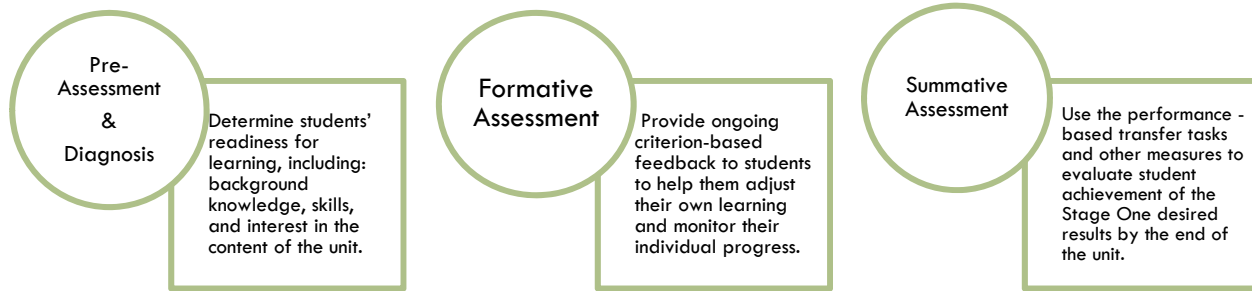 Pre-
Assessment
&
Diagnosis
Determine students'
readiness for
learning, including:
background
knowledge, skills,
and interest in the
content of the unit.
Formative
Assessment
Provide ongoing
criterion-based
feedback to students
to help them adjust
their own learning
and monitor their
individual progress.
Summative
Assessment
Use the performance -
based transfer tasks
and other measures to
evaluate student
achievement of the
Stage One desired
results by the end of
the unit.